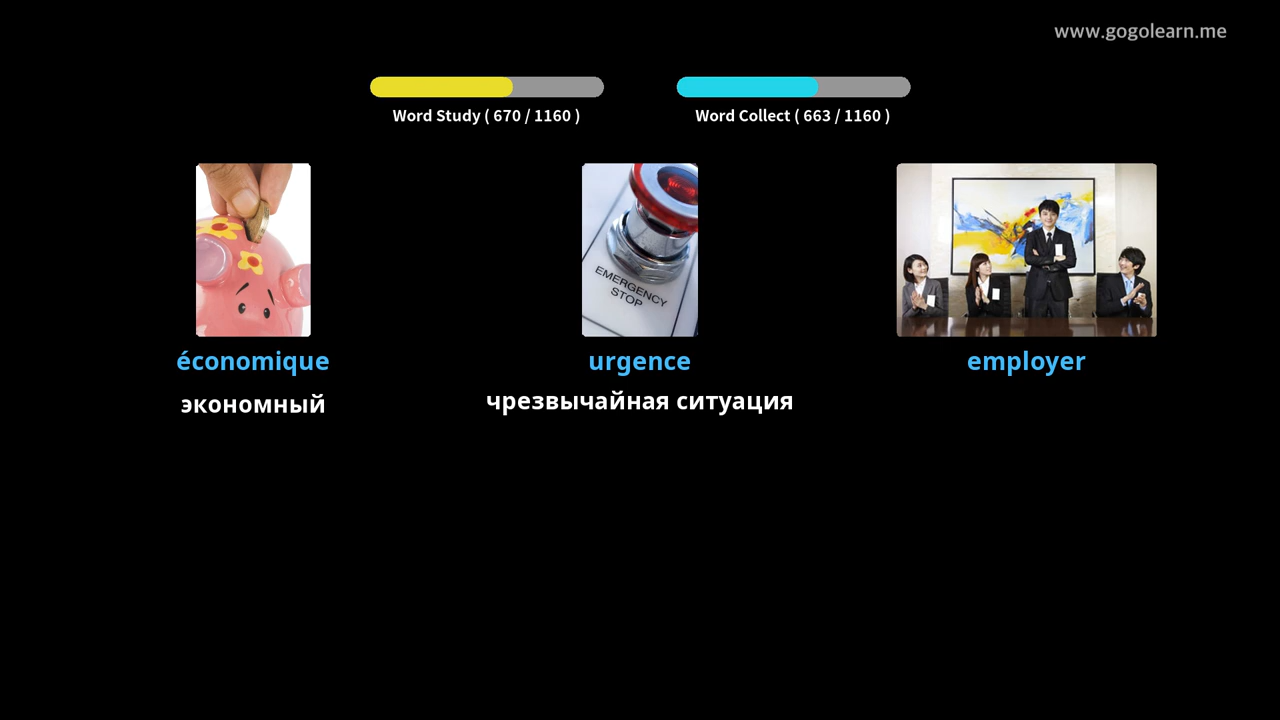 www.gogolearn.me
Word Study ( 670 / 1160 )
Word Collect ( 663 / 1160 )
EMERGENCY
STOP
économique
urgence
employer
экономный
чрезвычайная ситуация